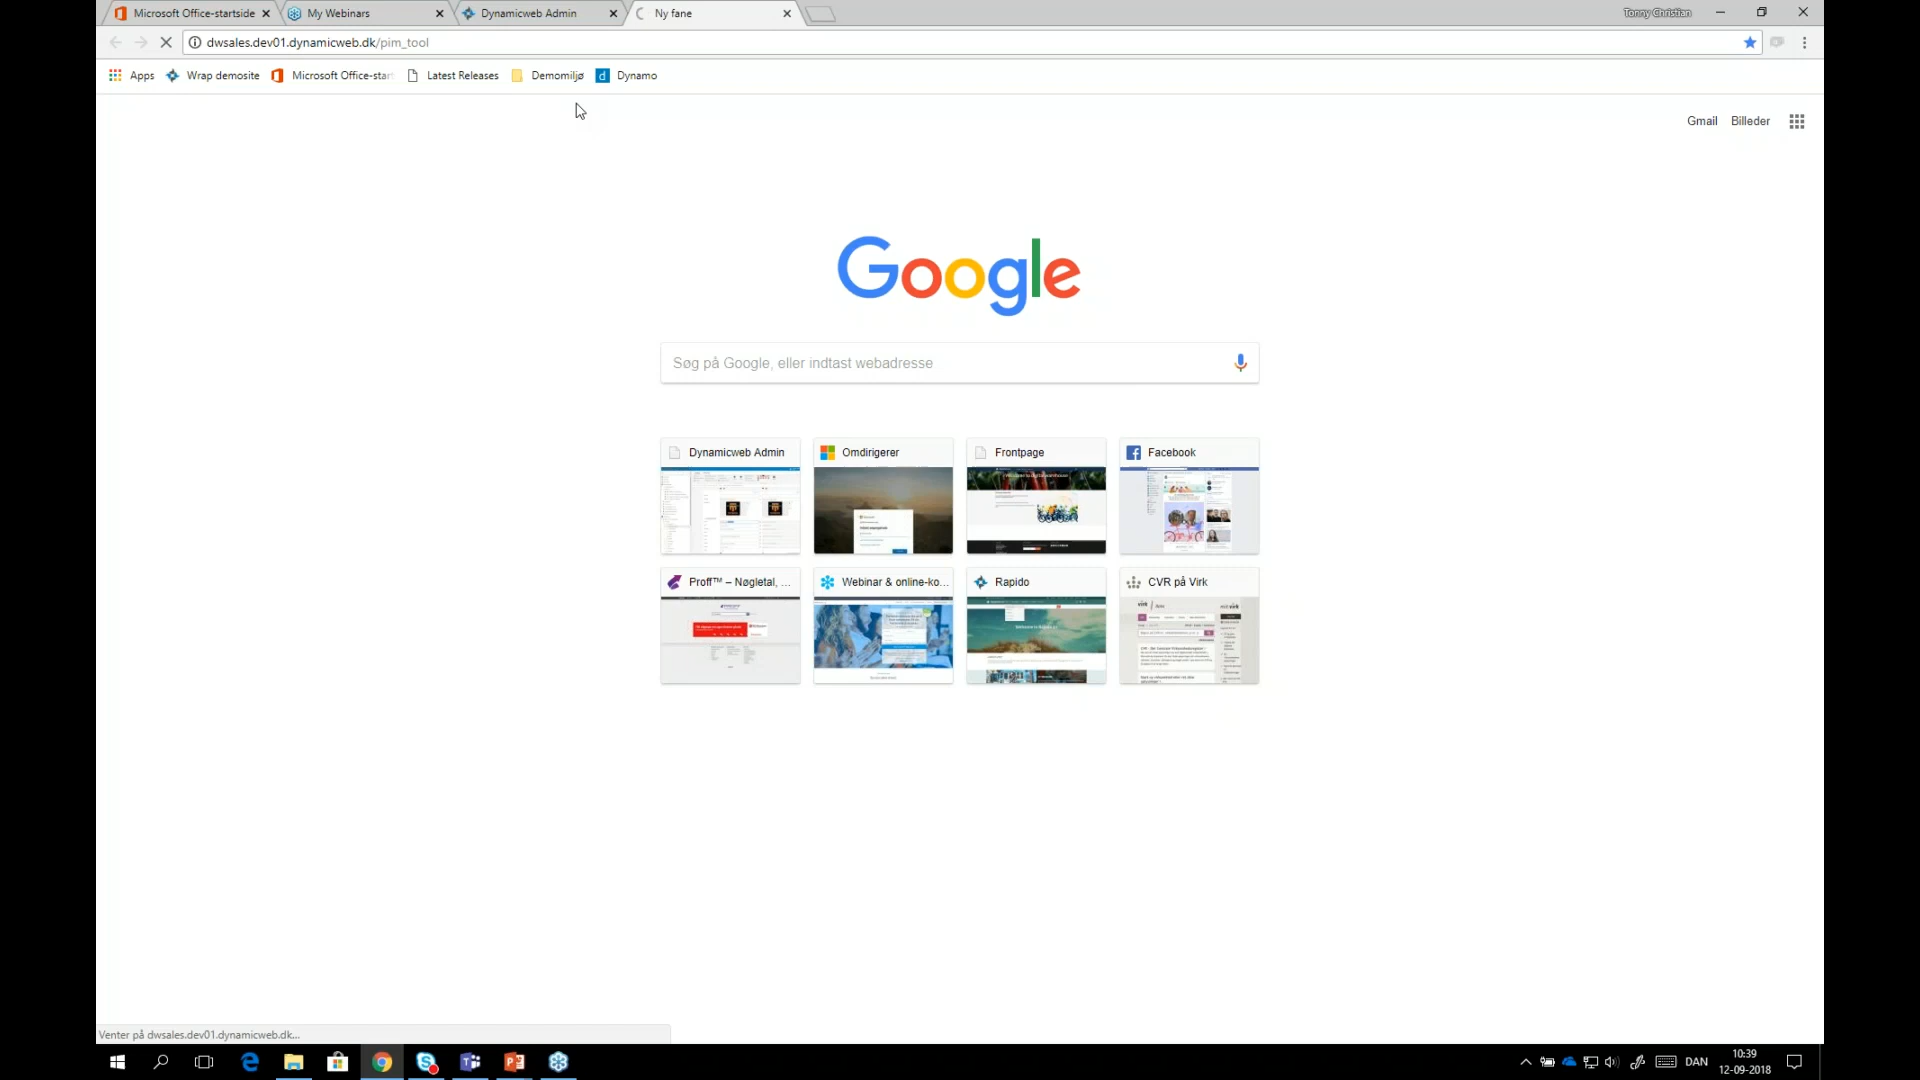 Microsoft Office-startside
My Webinars
Dynamicweb Admin
Ny fane
Tonny Christian
dwsales.dev01.dynamicweb.dk/pim_tool
Apps
Wrap demosite
Microsoft Office-star
Latest Releases
Demomiljø
Dynamo
Gmail
Billeder
Google
Søg på Google, eller indtast webadresse
Dynamicweb Admin
Omdirigerer
Frontpage
Facebook
Proff™ – Nøgletal, ...
Webinar & online-ko...
Rapido
CVR på Virk
Venter på dwsales.dev01.dynamicweb.dk...
DAN
10:39
12-09-2018